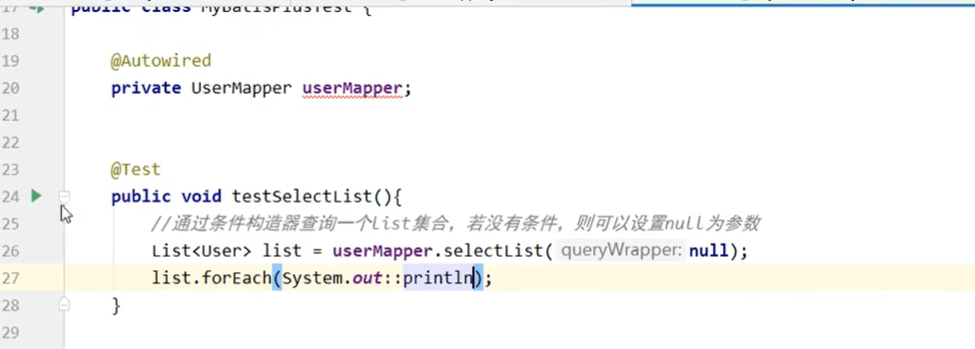 17 public class MyBatisPlusTest {
18
19 @Autowired
20 private UserMapper userMapper;
21
22
23 @Test
24 public void testSelectList(){
25 //通过条件构造器查询一个list集合，若没有条件，则可以设置null为参数
26 List<User> list = userMapper.selectList( queryWrapper: null);
27 list.forEach(System.out::println);
28 }
29